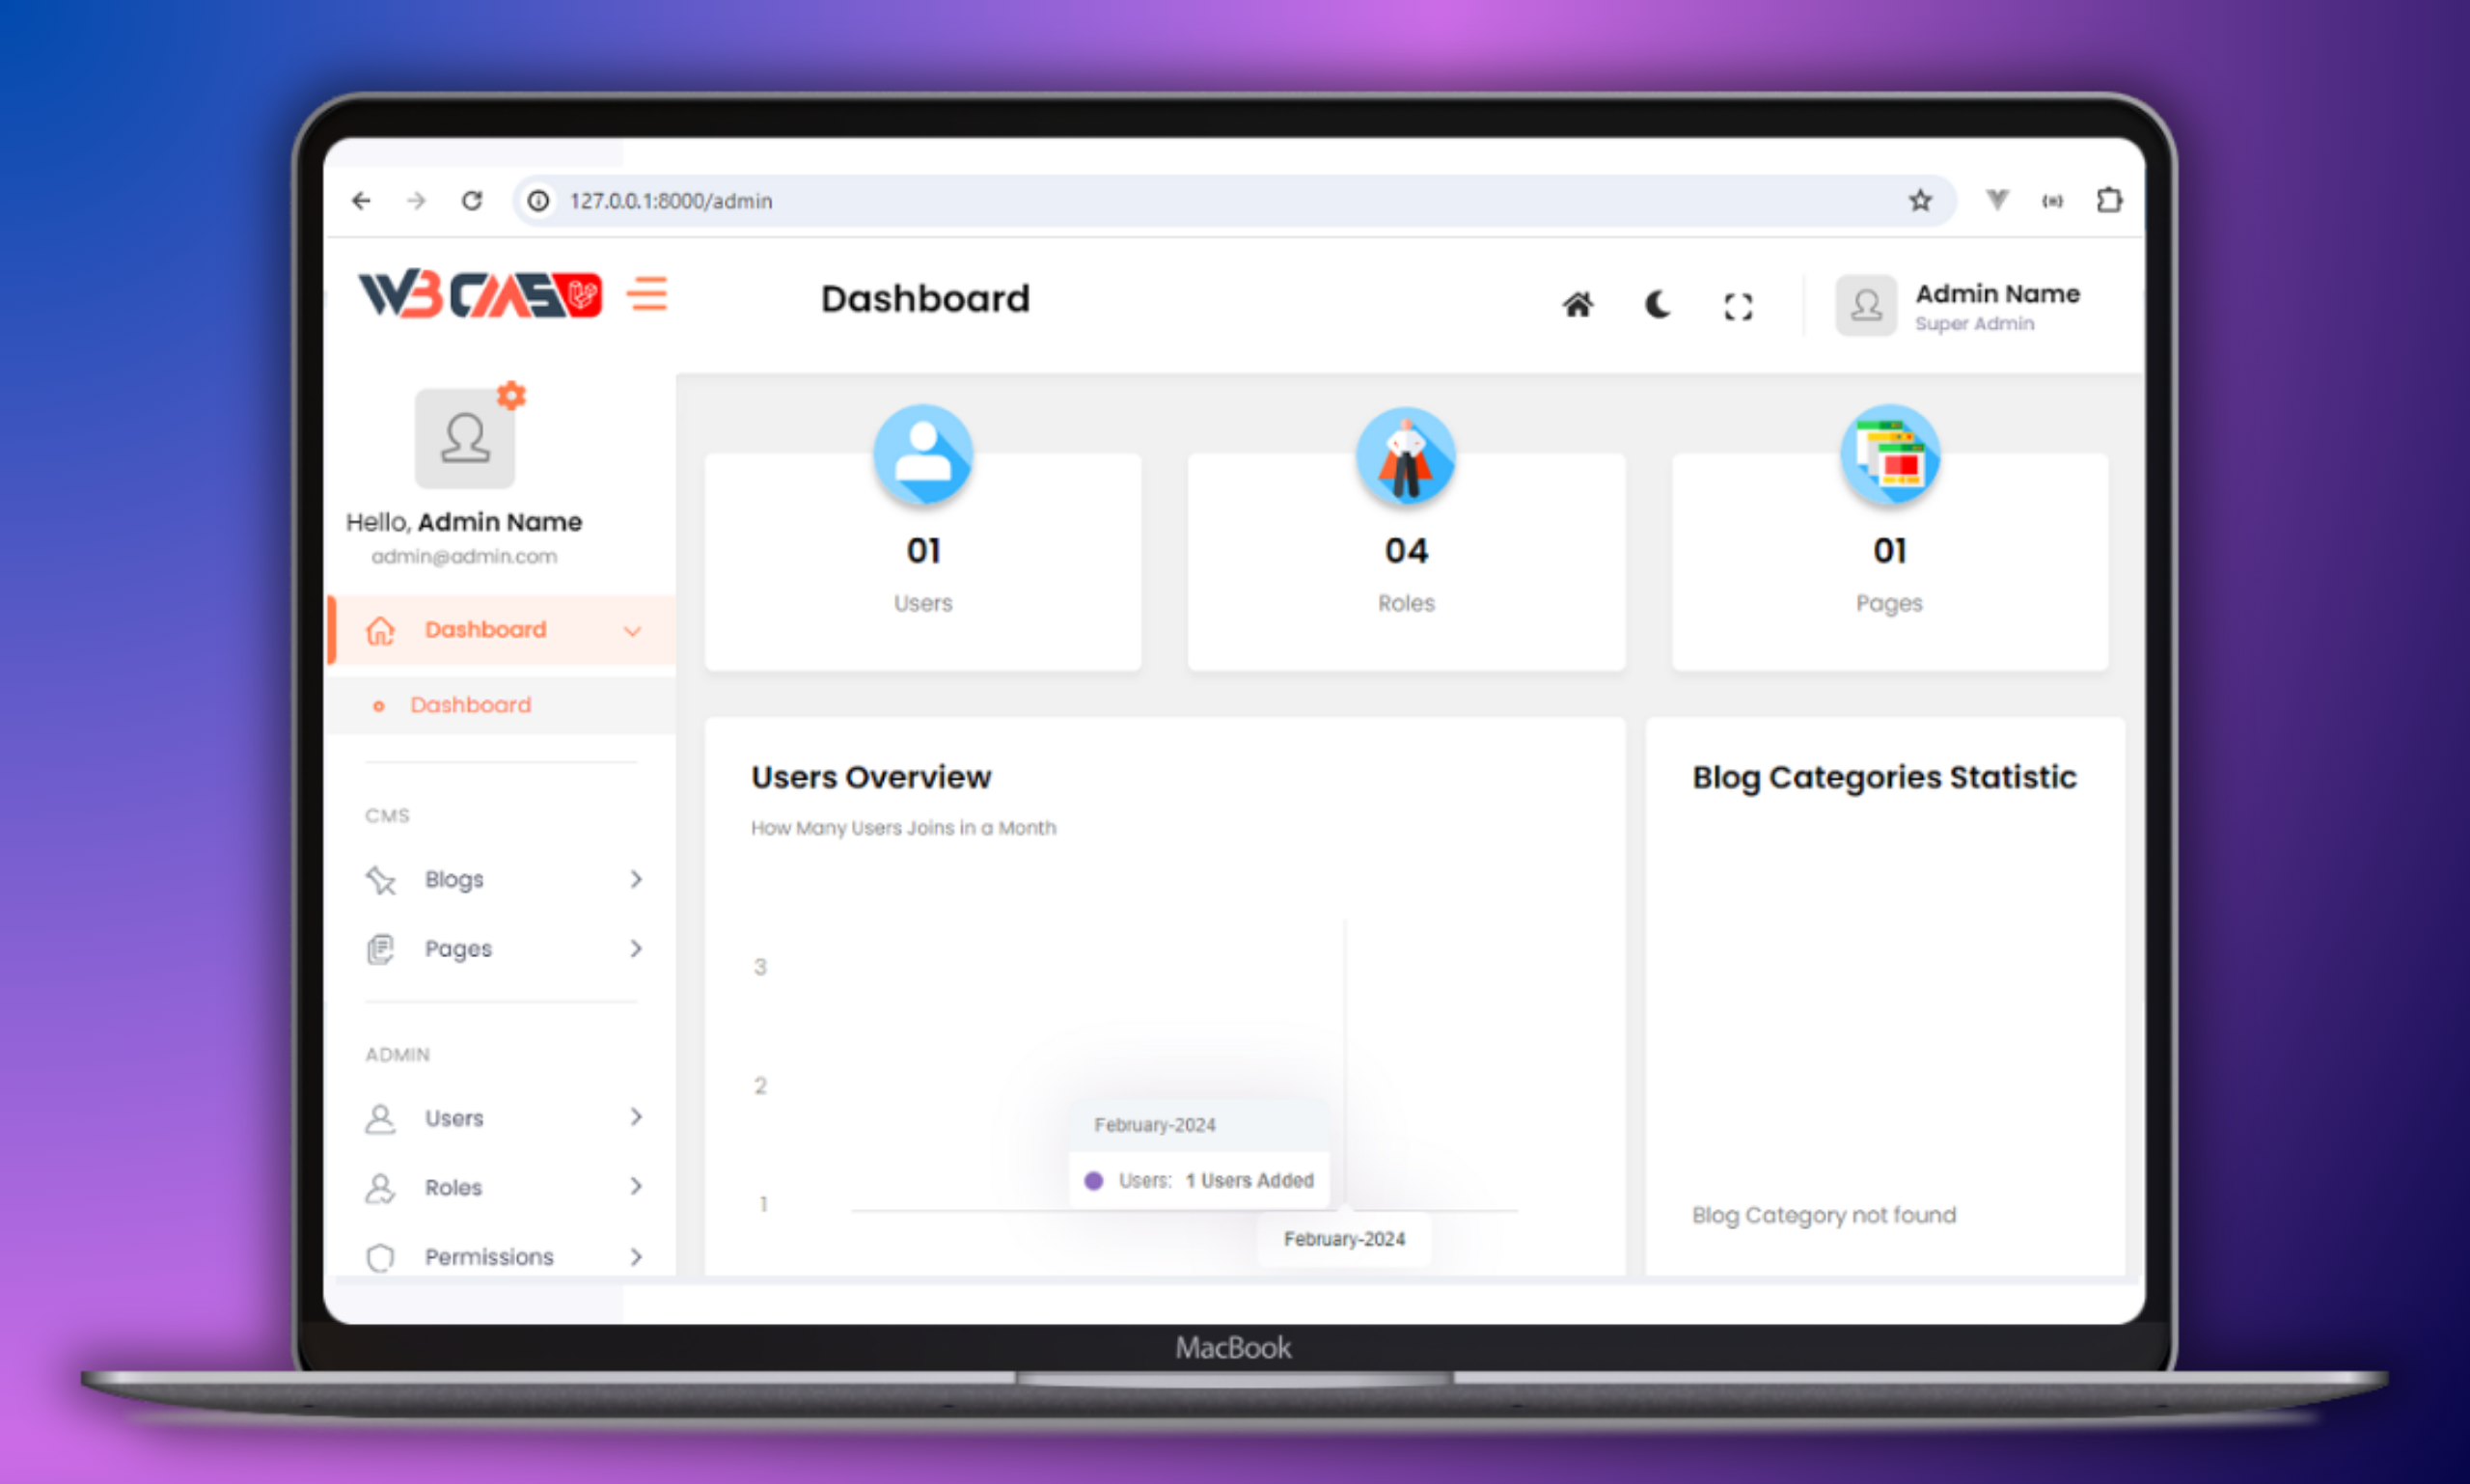 127.0.0.1:8000/admin
W3CMS
Dashboard
Admin Name
Super Admin
Hello, Admin Name
admin@admin.com
Dashboard
Dashboard
CMS
Blogs
Pages
ADMIN
Users
Roles
Permissions
01
Users
04
Roles
01
Pages
Users Overview
How Many Users Joins in a Month
3
2
1
February-2024
Users: 1 Users Added
February-2024
Blog Categories Statistic
Blog Category not found
MacBook